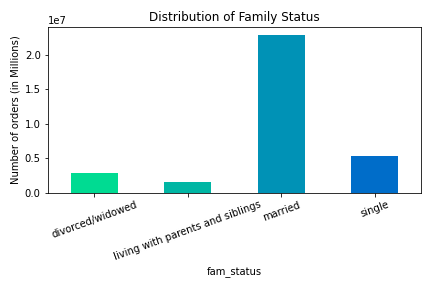 Distribution of Family Status
1e7
Number of orders (in Millions)
2.0
1.5
1.0
0.5
0.0
divorced/widowed
living with parents and siblings
married
single
fam_status